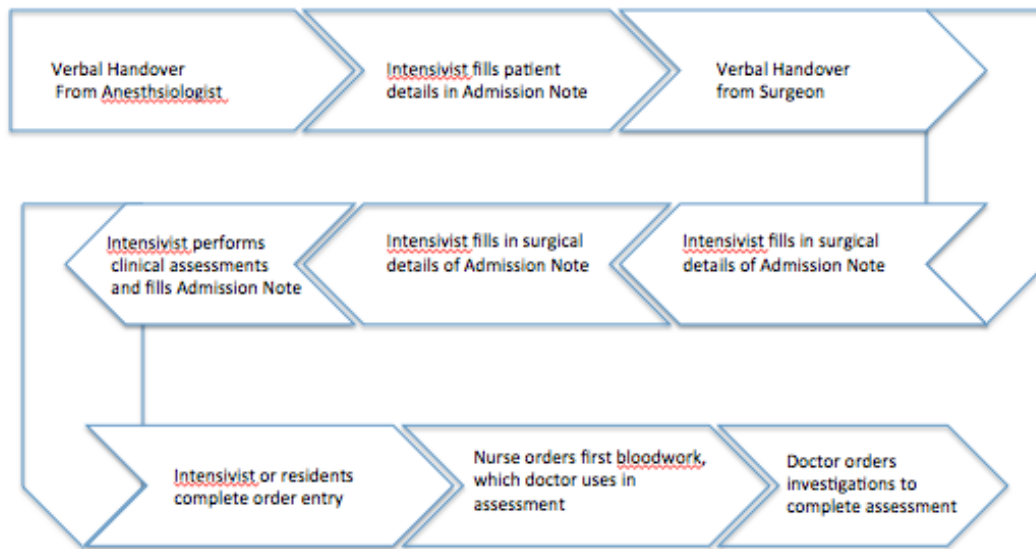 Verbal Handover
From Anesthsiologist
Intensivist fills patient
details in Admission Note
Verbal Handover
from Surgeon
Intensivist fills in surgical
details of Admission Note
Intensivist fills in surgical
details of Admission Note
Intensivist performs
clinical assessments
and fills Admission Note
Intensivist or residents
complete order entry
Nurse orders first bloodwork,
which doctor uses in
assessment
Doctor orders
investigations to
complete assessment